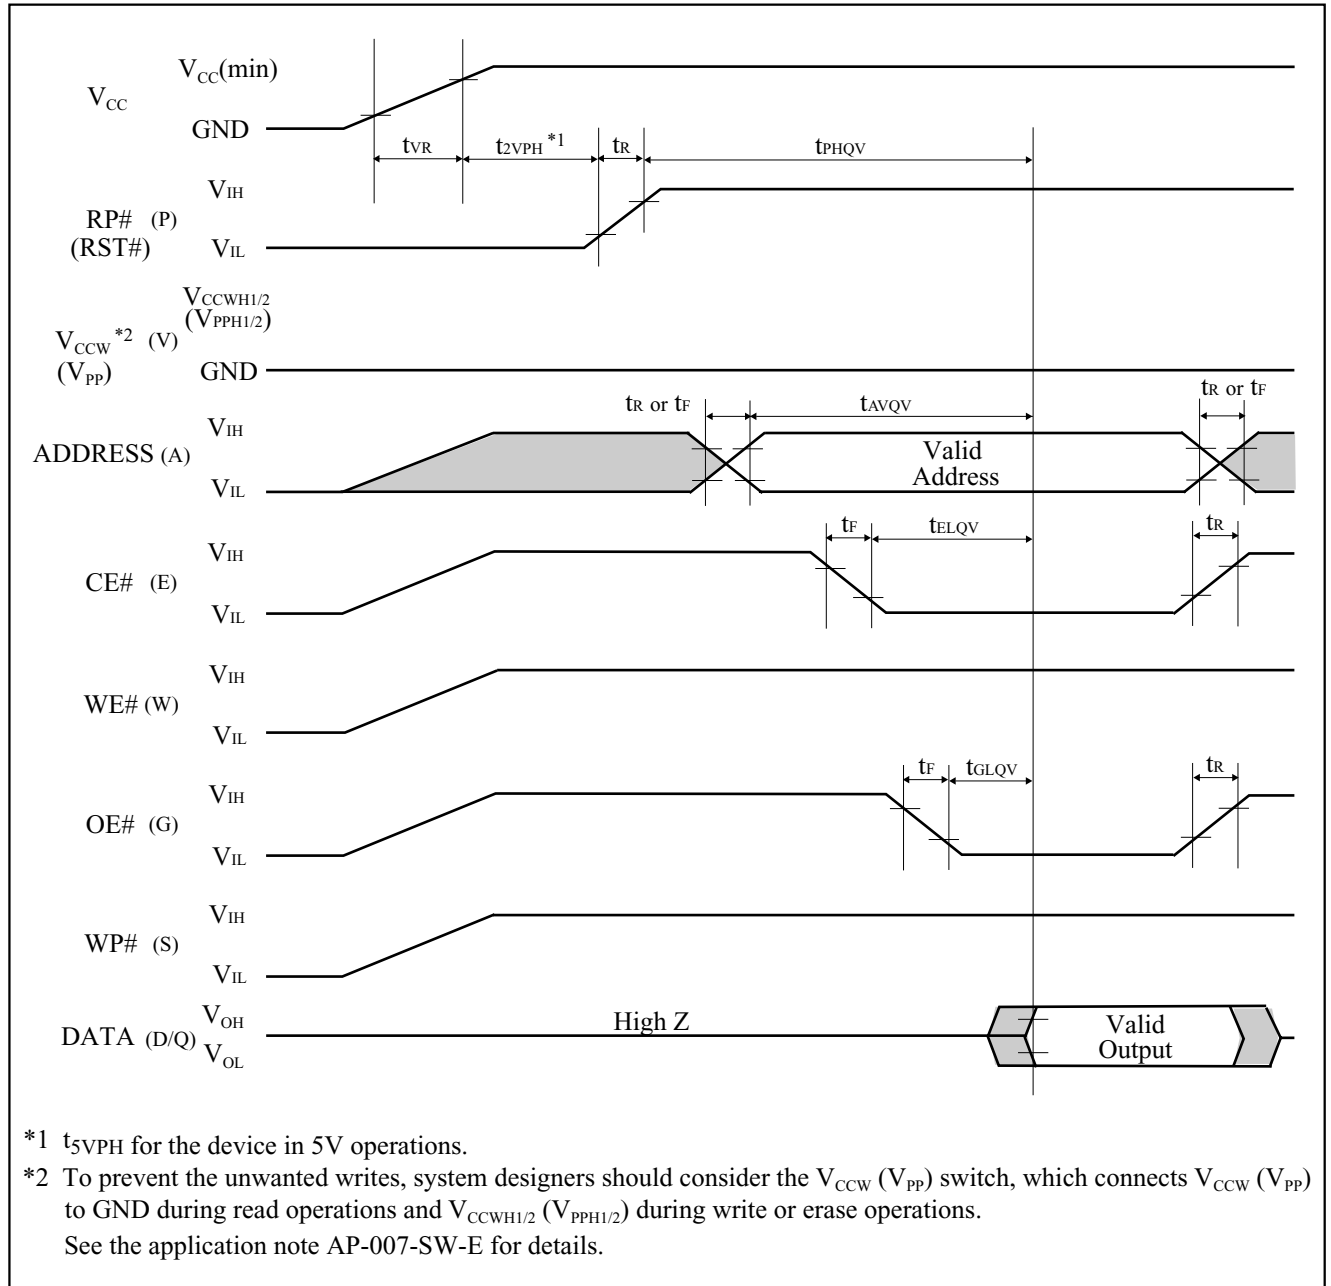 VCC(min)
VCC
GND
tVR
t2VPH *1
tR
tPHQV
VIH
RP# (P)
(RST#)
VIL
VCCWH1/2
(VPPH1/2)
VCCW *2 (V)
(VPP)
GND
tR or tF
tAVQV
tR or tF
VIH
ADDRESS (A)
Valid
Address
VIL
tF
tELQV
tR
VIH
CE# (E)
VIL
VIH
WE# (W)
VIL
tF
tGLQV
tR
VIH
OE# (G)
VIL
VIH
WP# (S)
VIL
VOH
High Z
Valid
Output
DATA (D/Q)
VOL
*1 t5VPH for the device in 5V operations.
*2 To prevent the unwanted writes, system designers should consider the VCCW (VPP) switch, which connects VCCW (VPP)
to GND during read operations and VCCWH1/2 (VPPH1/2) during write or erase operations.
See the application note AP-007-SW-E for details.